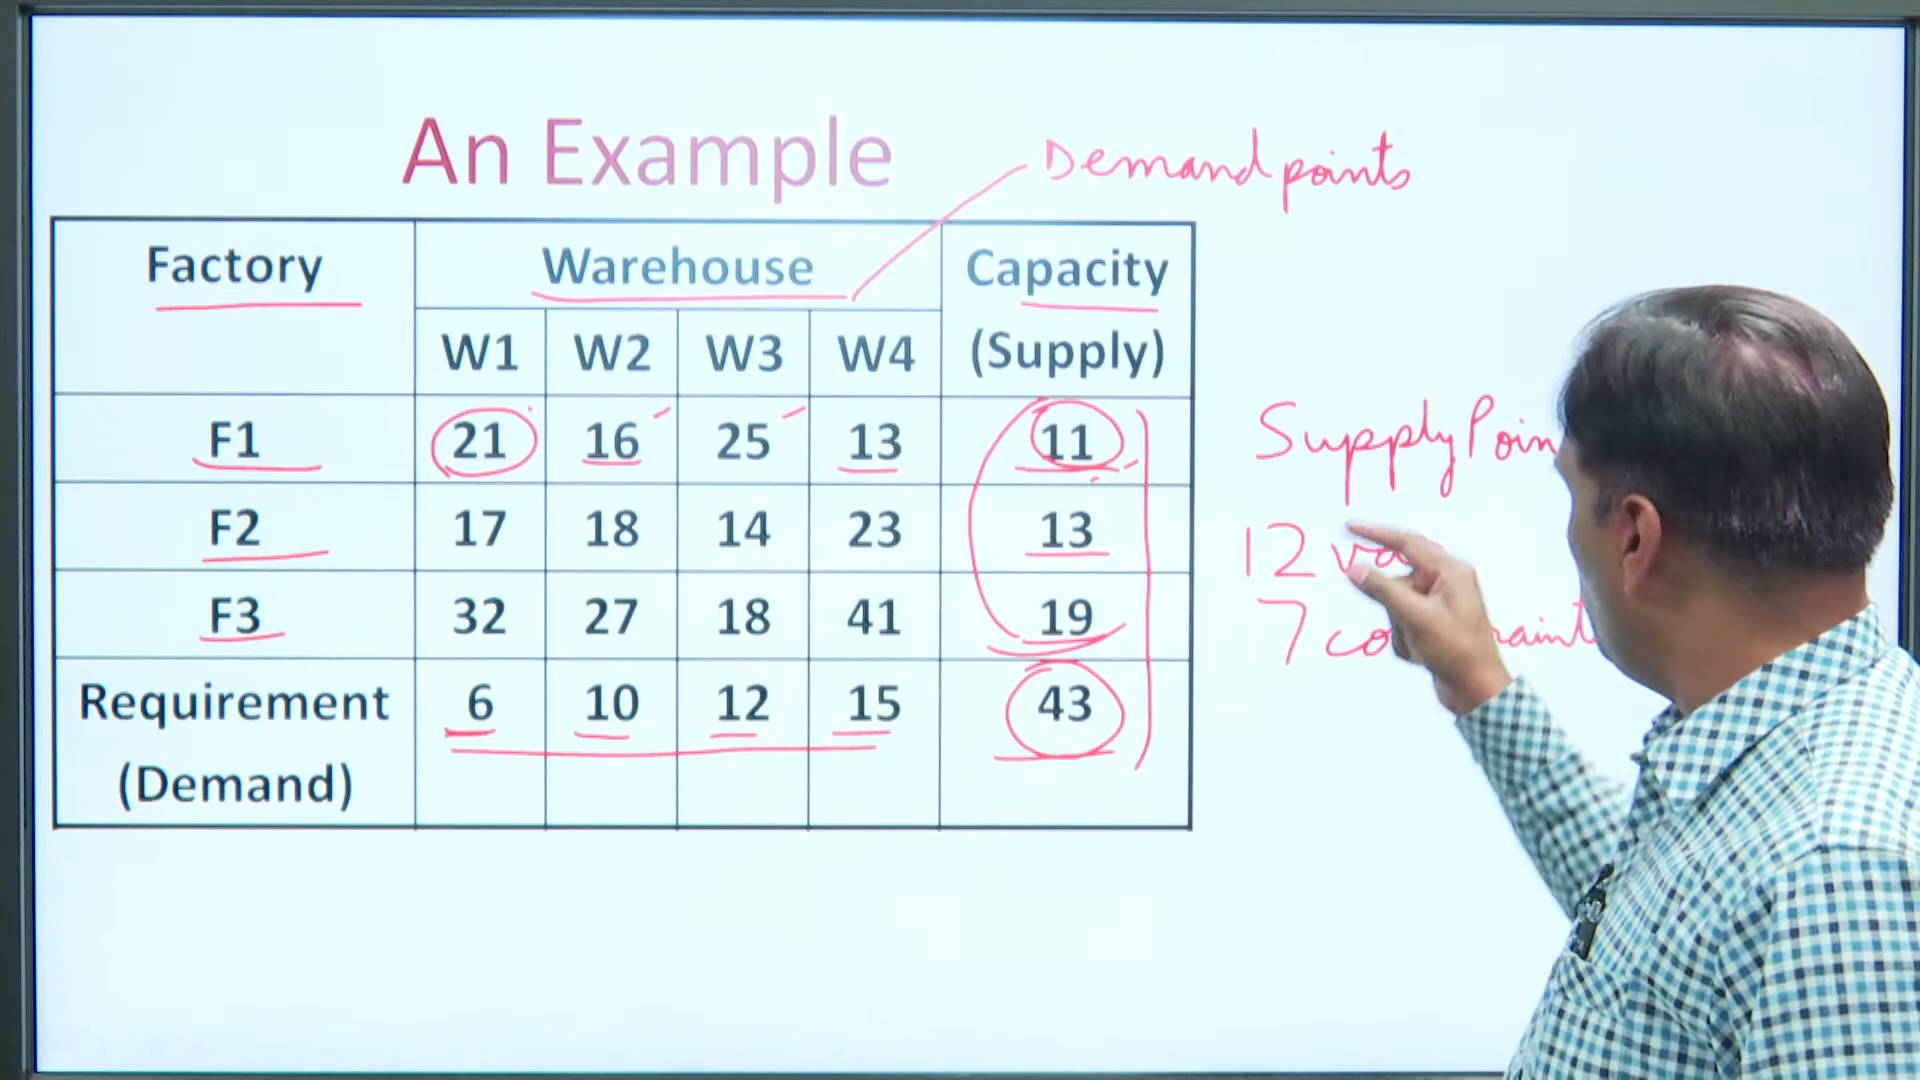 An Example
Demand points
Factory Warehouse Capacity
W1 W2 W3 W4 (Supply)
F1 21 16 25 13 11
F2 17 18 14 23 13
F3 32 27 18 41 19
Requirement 6 10 12 15 43
(Demand)
Supply
12
7